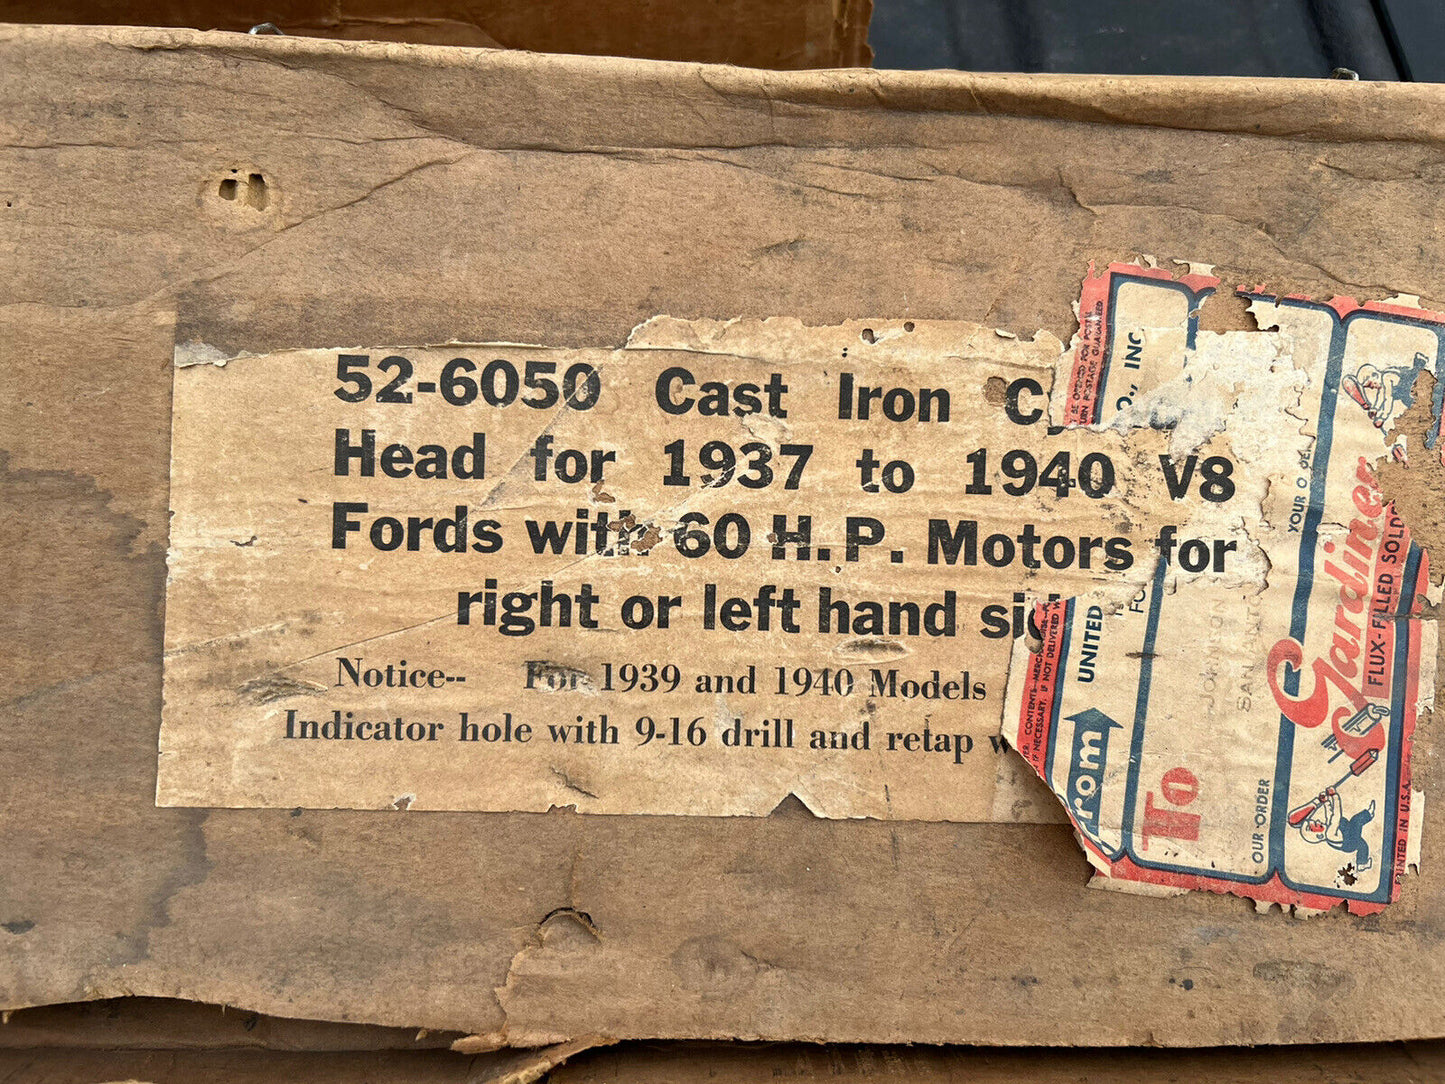 52-6050 Cast Iron
Head for 1937 to 1940 V8
Fords with 60 H.P. Motors for
right or left hand
Notice-- For 1939 and 1940 Models
Indicator hole with 9-16 drill and retap
INC
UNITED
From
To
SAN
YOUR
OUR ORDER
Gardiner
FLUX-FILLED
PRINTED IN U.S.A.